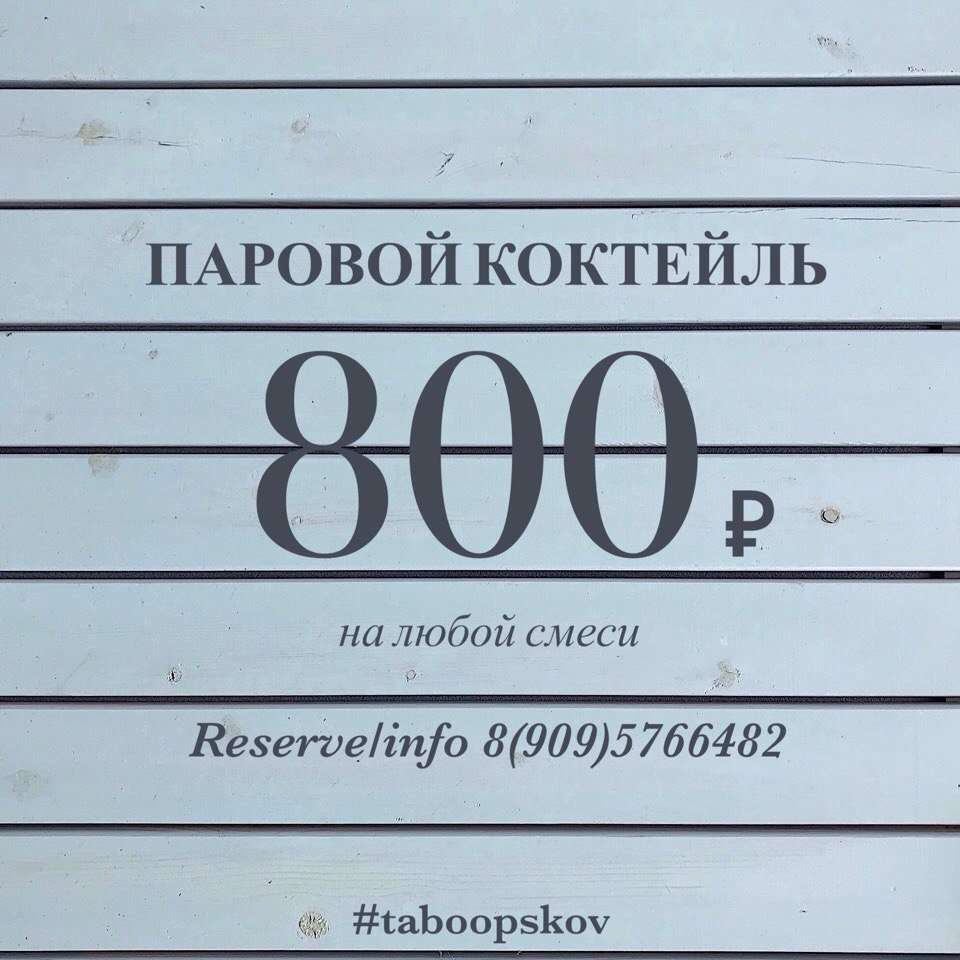 ПАРОВОЙ КОКТЕЙЛЬ
800 ₽
на любой смеси
Reserve/info 8(909)5766482
#taboopskov